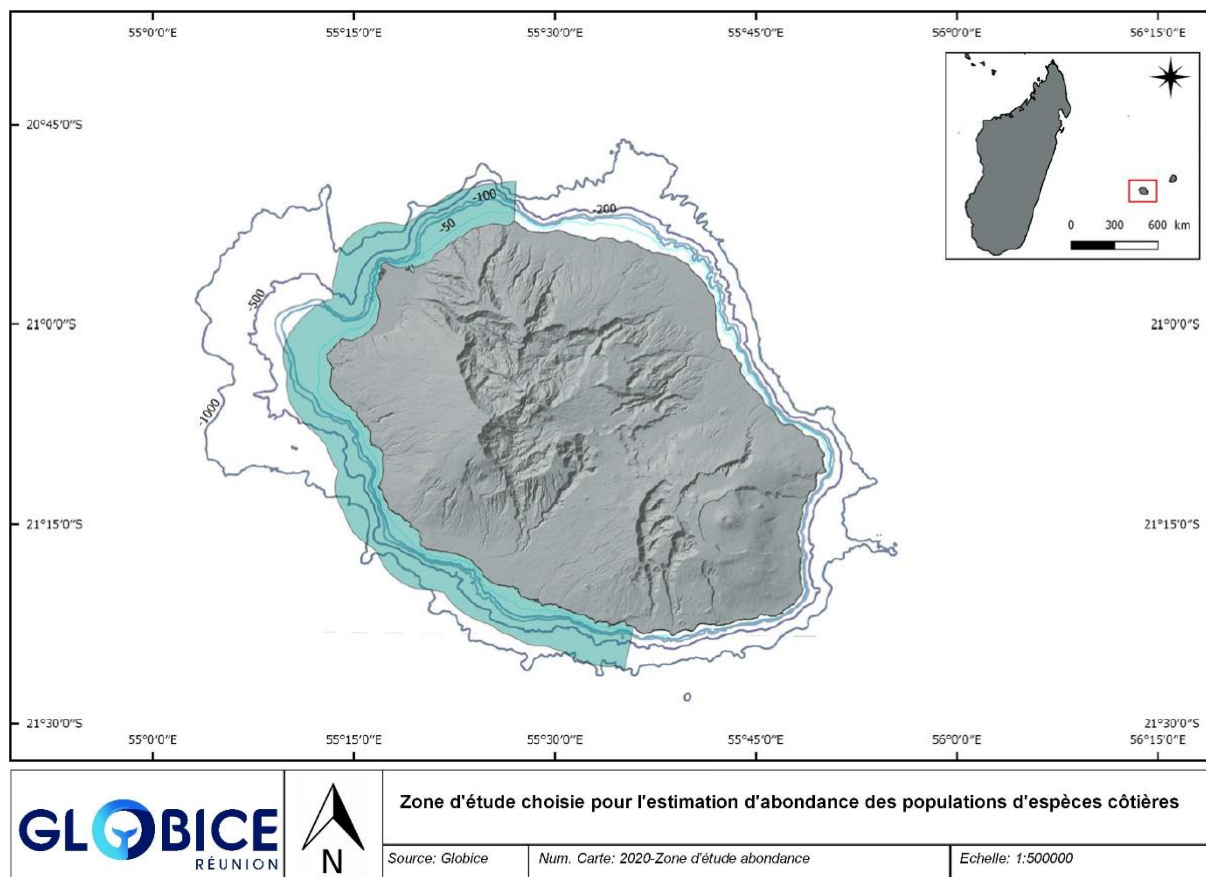 55°0'0"E 55°15'0"E 55°30'0"E 55°45'0"E 56°0'0"E 56°15'0"E
20°45'0"S
0 300 600 km
-100
-50
-200
-500
21°0'0"S 21°0'0"S
-1000
21°15'0"S 21°15'0"S
21°30'0"S 21°30'0"S
55°0'0"E 55°15'0"E 55°30'0"E 55°45'0"E 56°0'0"E 56°15'0"E
GLOBICE
RÉUNION
N
Zone d'étude choisie pour l'estimation d'abondance des populations d'espèces côtières
Source: Globice Num. Carte: 2020-Zone d'étude abondance Echelle: 1:500000